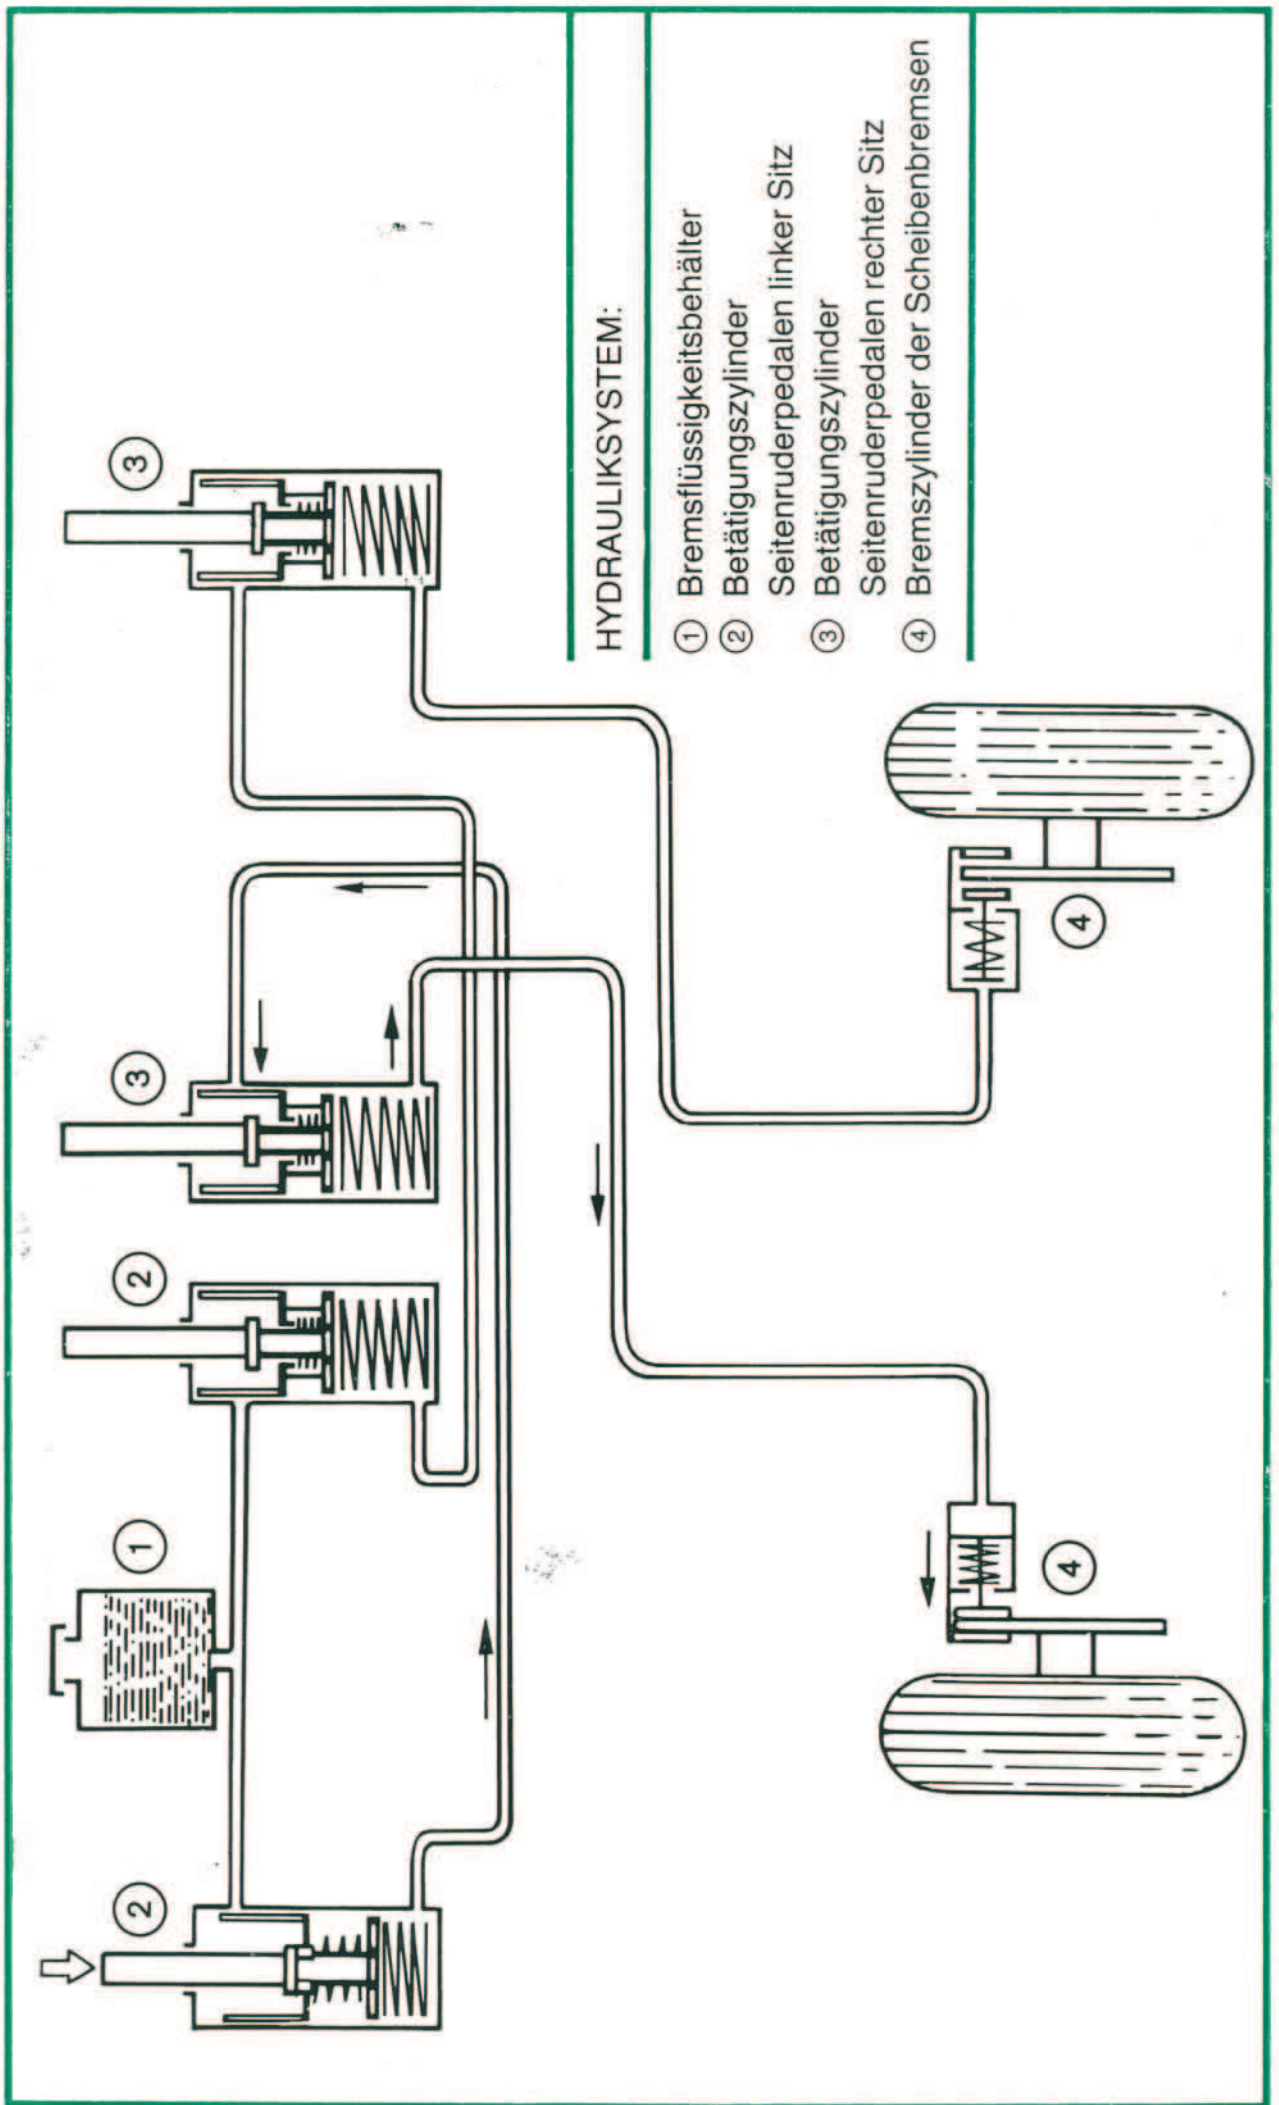 HYDRAULIKSYSTEM:
① Bremsflüssigkeitsbehälter
② Betätigungszylinder
Seitenruderpedalen linker Sitz
③ Betätigungszylinder
Seitenruderpedalen rechter Sitz
④ Bremszylinder der Scheibenbremsen
②
①
②
③
③
④
④